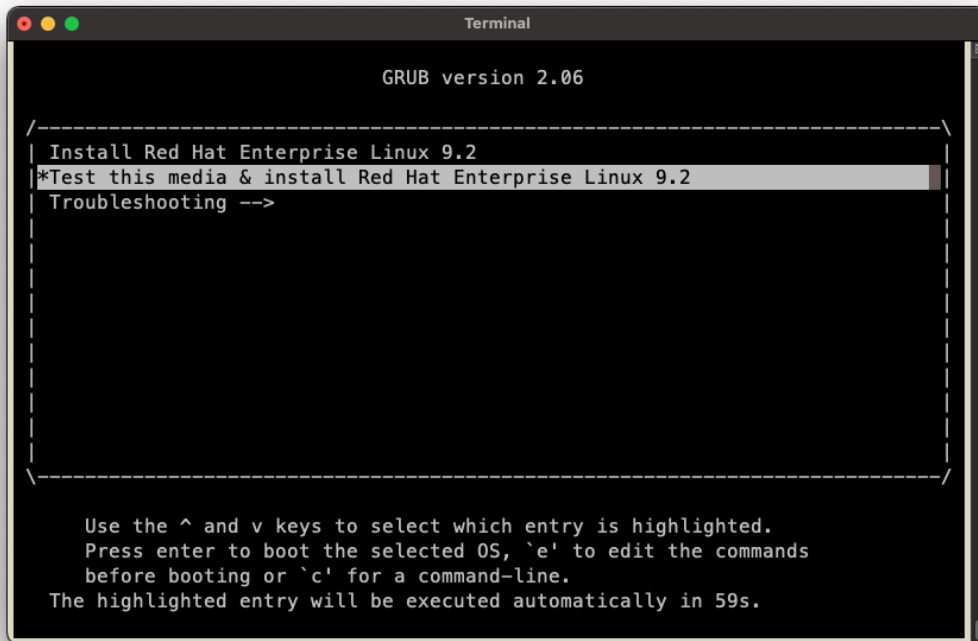 Terminal
GRUB version 2.06
/----------------------------------------------------------------------------\
| Install Red Hat Enterprise Linux 9.2 |
|*Test this media & install Red Hat Enterprise Linux 9.2 |
| Troubleshooting --> |
\----------------------------------------------------------------------------/
Use the ^ and v keys to select which entry is highlighted.
Press enter to boot the selected OS, `e' to edit the commands
before booting or `c' for a command-line.
The highlighted entry will be executed automatically in 59s.